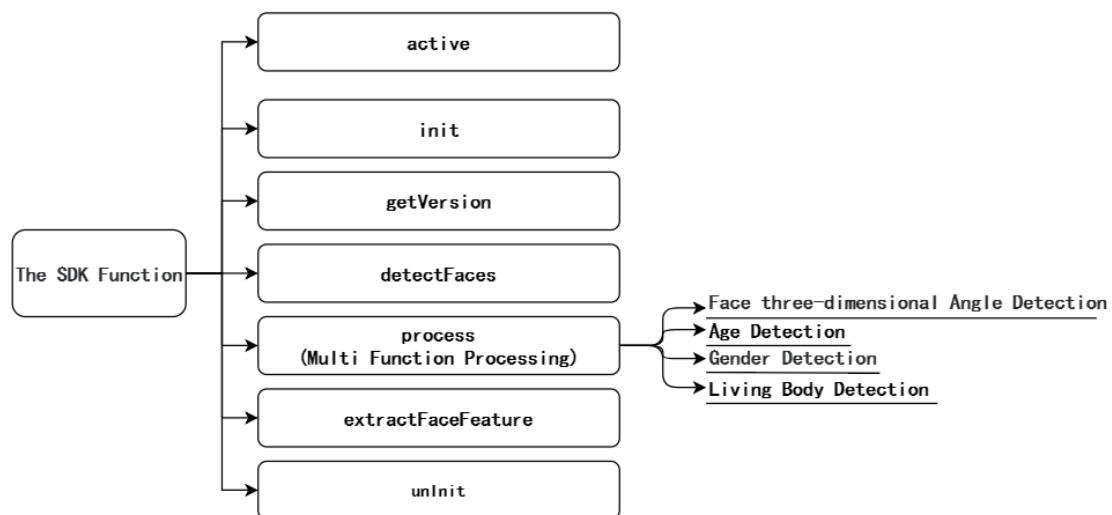 active
init
getVersion
The SDK Function
detectFaces
process
(Multi Function Processing)
Face three-dimensional Angle Detection
Age Detection
Gender Detection
Living Body Detection
extractFaceFeature
unInit